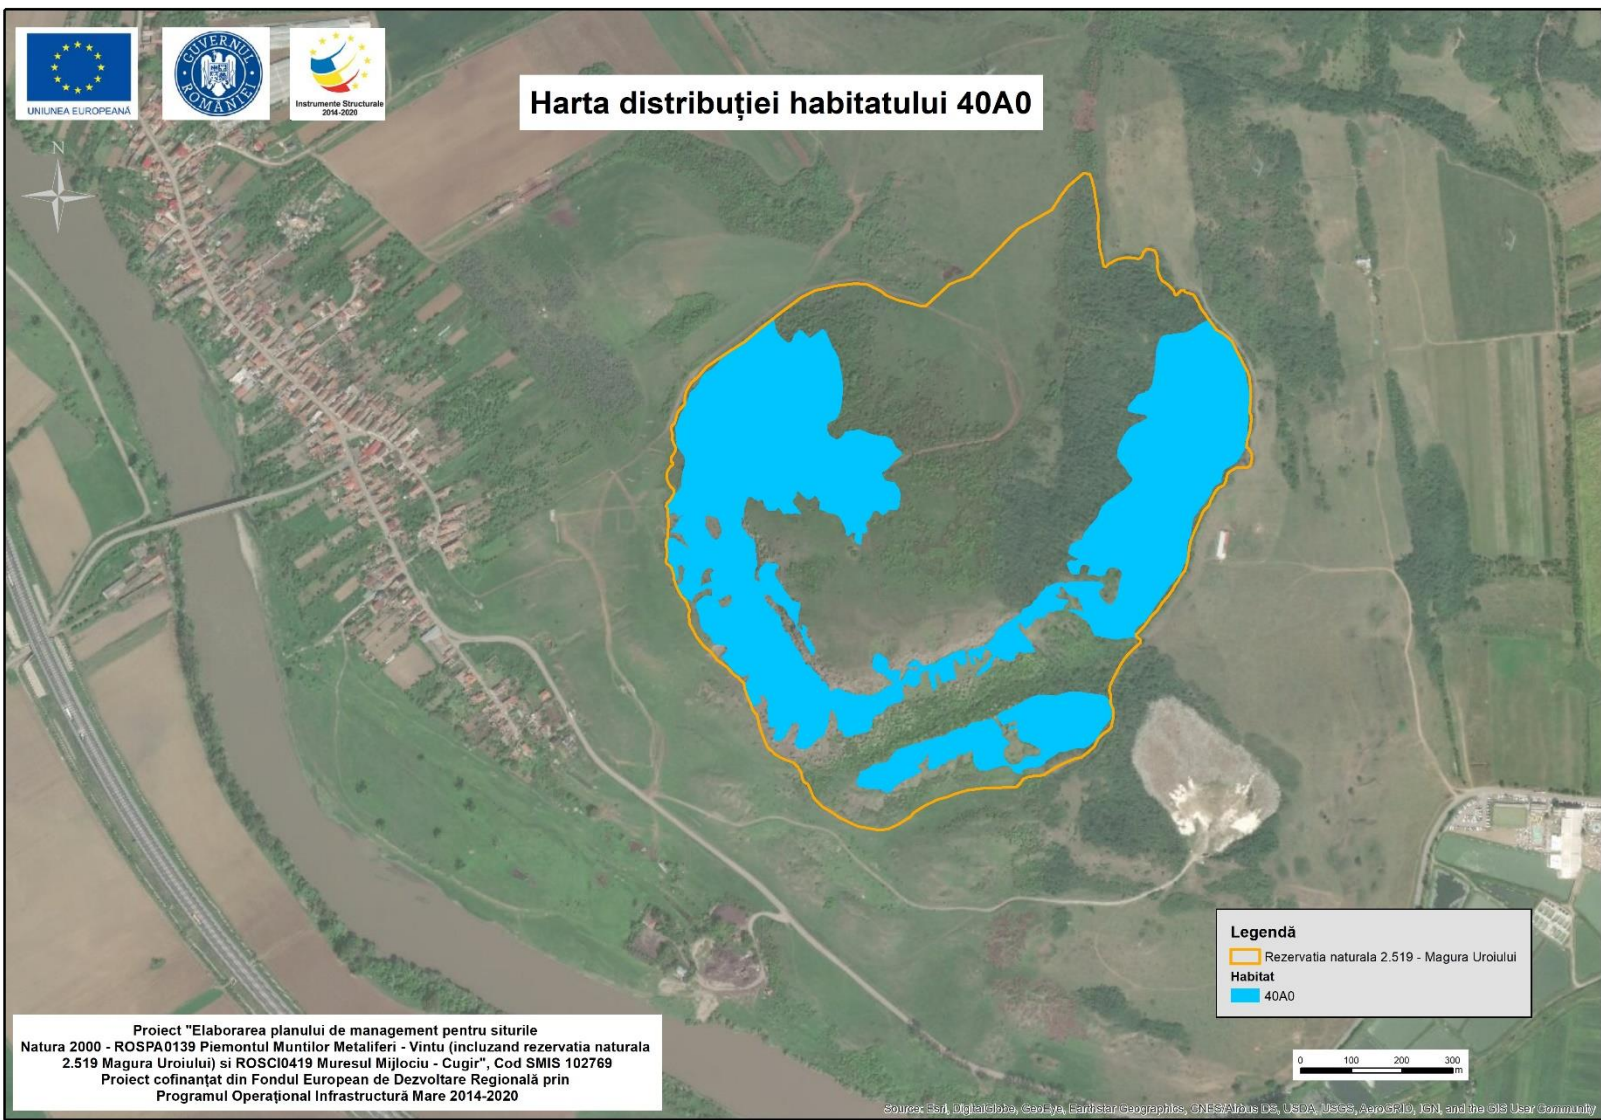 UNIUNEA EUROPEANĂ
GUVERNUL ROMÂNIEI
Instrumente Structurale
2014-2020
Harta distribuției habitatului 40A0
N
Legendă
Rezervatia naturala 2.519 - Magura Uroiului
Habitat
40A0
0 100 200 300
m
Proiect "Elaborarea planului de management pentru siturile
Natura 2000 - ROSPA0139 Piemontul Muntilor Metaliferi - Vintu (incluzand rezervatia naturala
2.519 Magura Uroiului) si ROSCI0419 Muresul Mijlociu - Cugir", Cod SMIS 102769
Proiect cofinanțat din Fondul European de Dezvoltare Regională prin
Programul Operațional Infrastructură Mare 2014-2020
Source: Esri, DigitalGlobe, GeoEye, Earthstar Geographics, CNES/Airbus DS, USDA, USGS, AeroGRID, IGN, and the GIS User Community